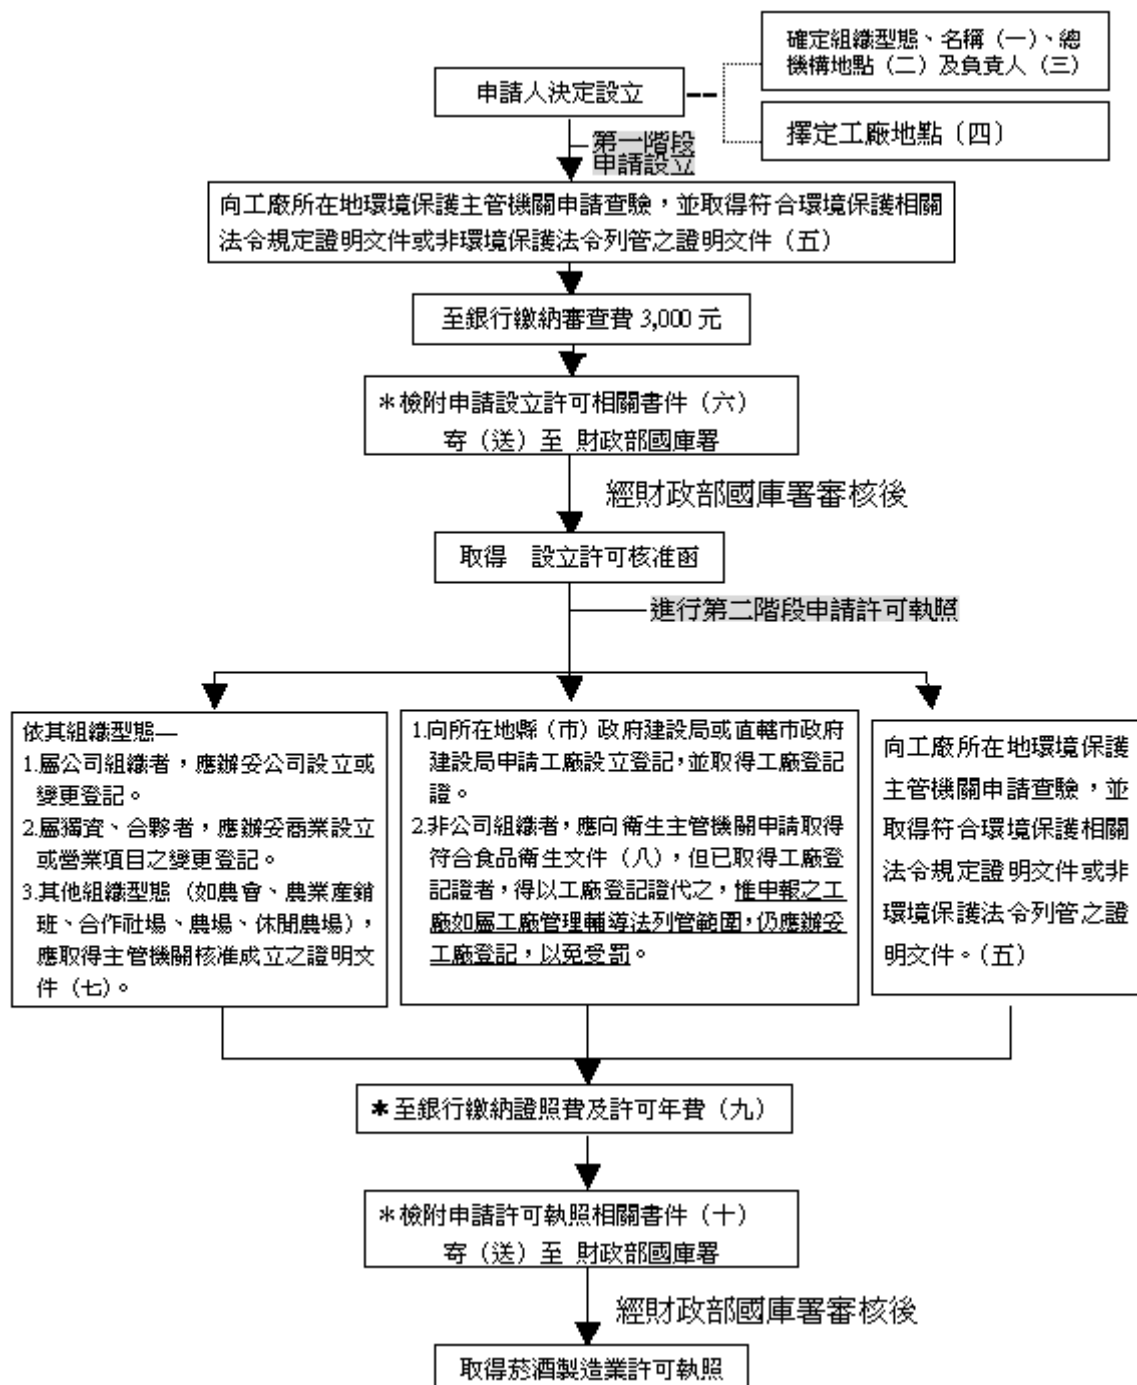 確定組織型態、名稱（一）、總
機構地點（二）及負責人（三）
申請人決定設立
擇定工廠地點（四）
第一階段
申請設立
向工廠所在地環境保護主管機關申請查驗，並取得符合環境保護相關
法令規定證明文件或非環境保護法令列管之證明文件（五）
至銀行繳納審查費 3,000 元
＊檢附申請設立許可相關書件（六）
寄（送）至 財政部國庫署
經財政部國庫署審核後
取得　設立許可核准函
進行第二階段申請許可執照
依其組織型態—
1.屬公司組織者，應辦妥公司設立或
變更登記。
2.屬獨資、合夥者，應辦妥商業設立
或營業項目之變更登記。
3.其他組織型態（如農會、農業產銷
班、合作社場、農場、休閒農場），
應取得主管機關核准成立之證明文
件（七）。
1.向所在地縣（市）政府建設局或直轄市政府
建設局申請工廠設立登記，並取得工廠登記
證。
2.非公司組織者，應向衛生主管機關申請取得
符合食品衛生文件（八），但已取得工廠登
記證者，得以工廠登記證代之，惟申報之工
廠如屬工廠管理輔導法列管範圍，仍應辦妥
工廠登記，以免受罰。
向工廠所在地環境保護
主管機關申請查驗，並
取得符合環境保護相關
法令規定證明文件或非
環境保護法令列管之證
明文件。（五）
＊至銀行繳納證照費及許可年費（九）
＊檢附申請許可執照相關書件（十）
寄（送）至 財政部國庫署
經財政部國庫署審核後
取得菸酒製造業許可執照